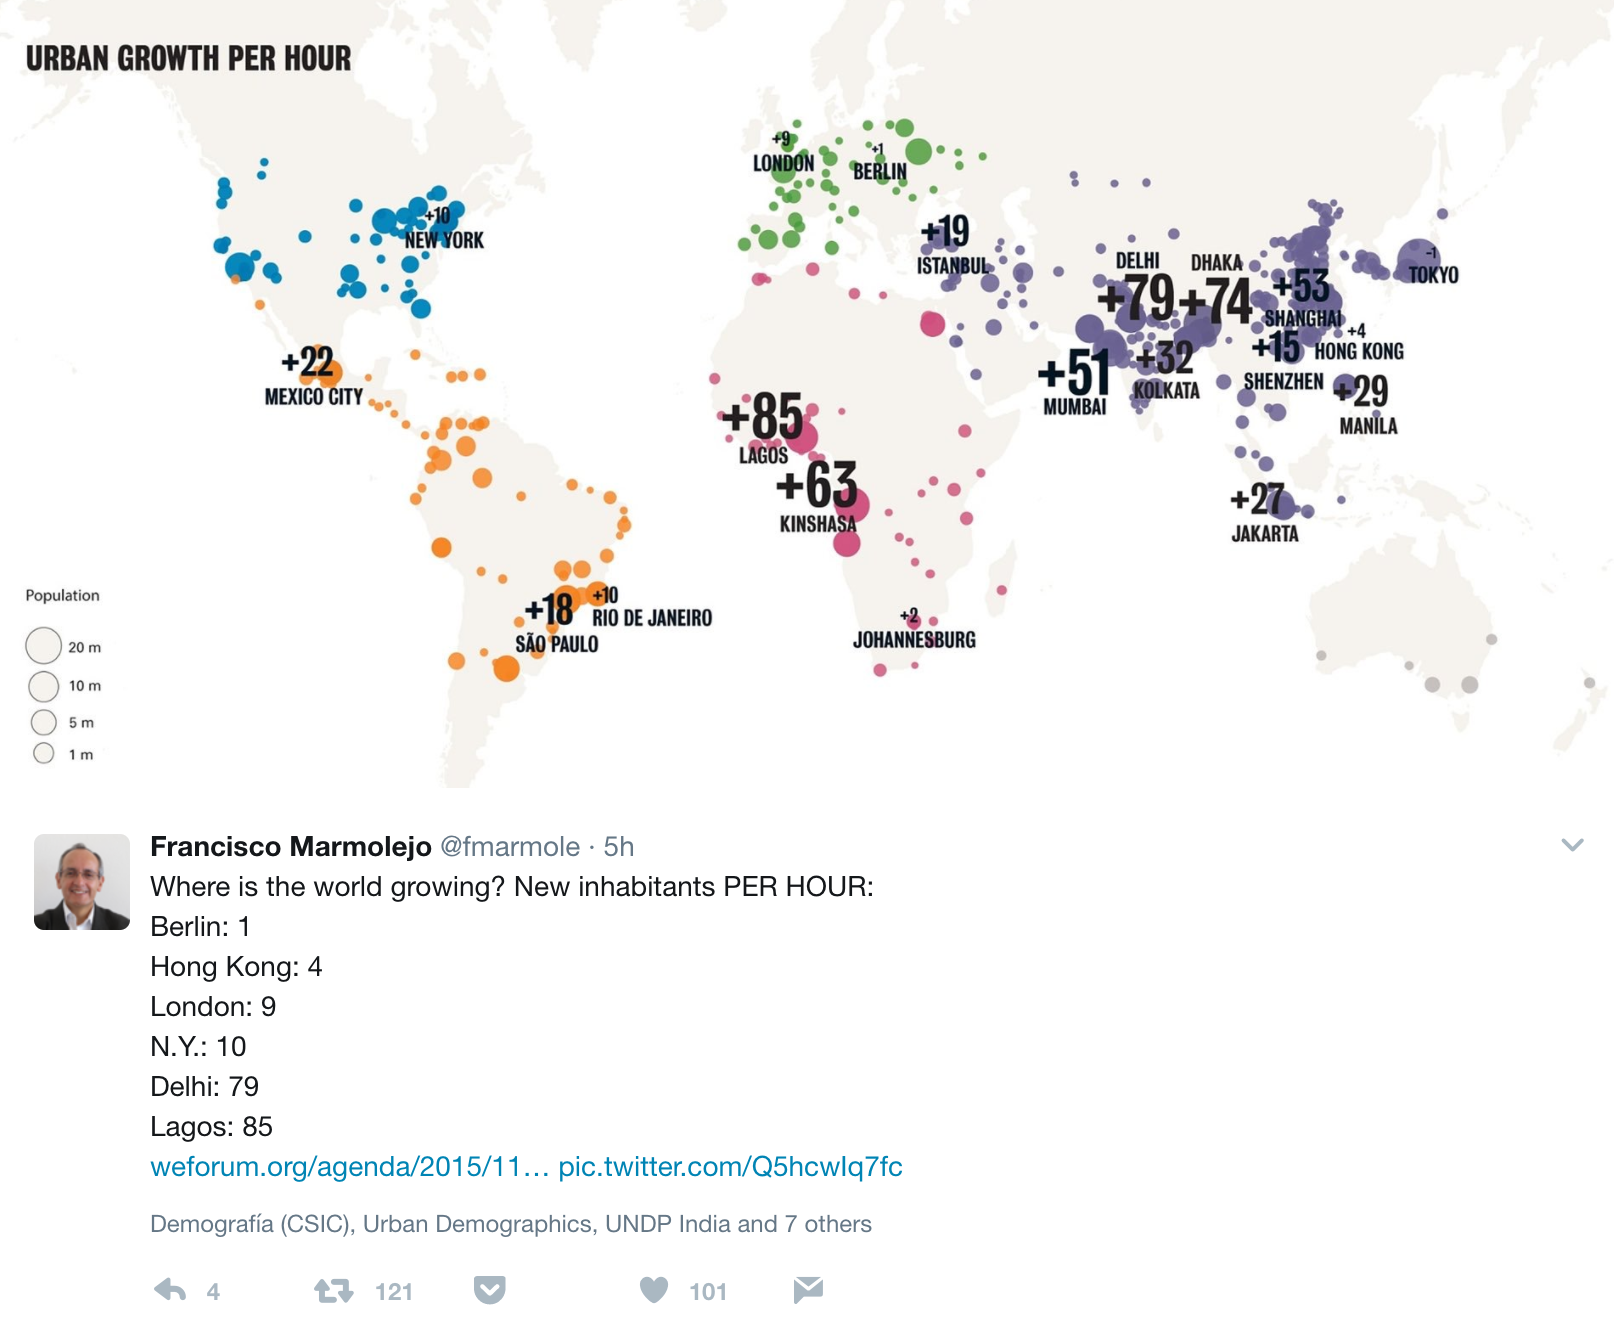 URBAN GROWTH PER HOUR
+9
LONDON
+1
BERLIN
+10
NEW YORK
+19
ISTANBUL
DELHI
+79
DHAKA
+74
+53
SHANGHAI
-1
TOKYO
+4
HONG KONG
+15
SHENZHEN
+22
MEXICO CITY
+51
MUMBAI
+32
KOLKATA
+29
MANILA
+85
LAGOS
+63
KINSHASA
+27
JAKARTA
+18
SÃO PAULO
+10
RIO DE JANEIRO
+2
JOHANNESBURG
Population
20 m
10 m
5 m
1 m
Francisco Marmolejo @fmarmole · 5h
Where is the world growing? New inhabitants PER HOUR:
Berlin: 1
Hong Kong: 4
London: 9
N.Y.: 10
Delhi: 79
Lagos: 85
weforum.org/agenda/2015/11… pic.twitter.com/Q5hcwIq7fc
Demografía (CSIC), Urban Demographics, UNDP India and 7 others
4 121 101